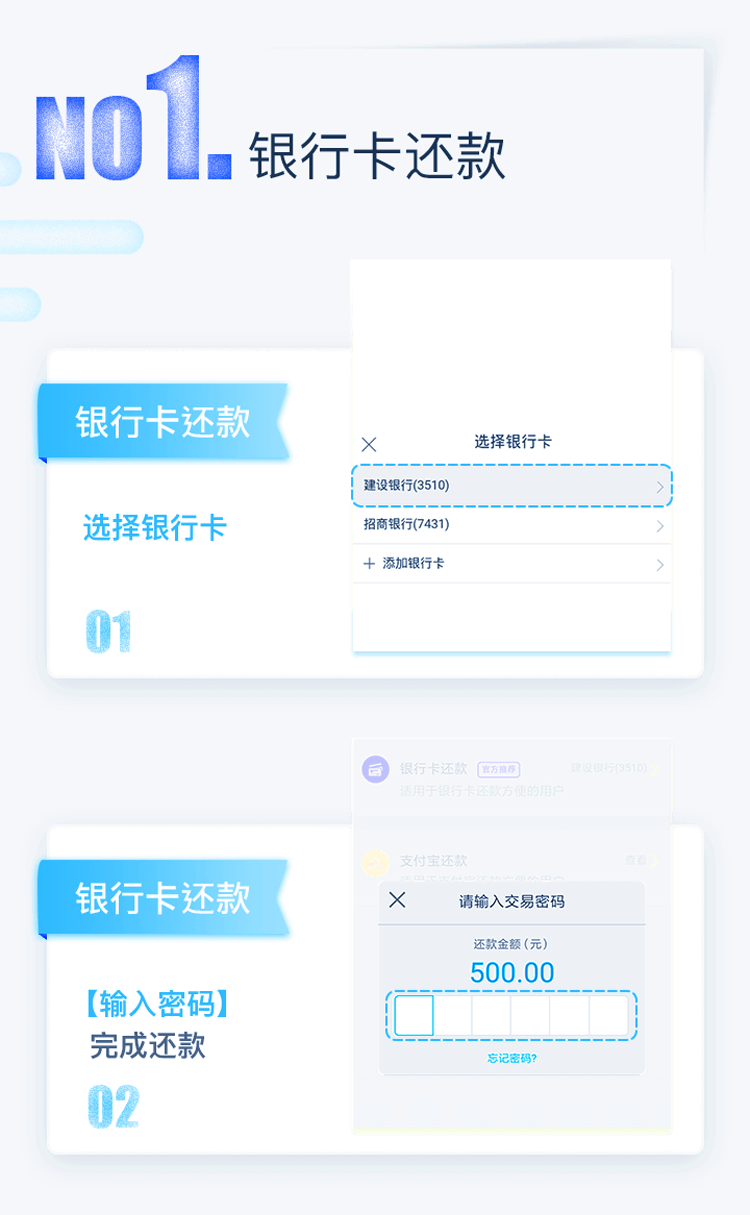 NO1. 银行卡还款
银行卡还款
选择银行卡
01
选择银行卡
建设银行(3510)
招商银行(7431)
+ 添加银行卡
银行卡还款
【输入密码】
完成还款
02
银行卡还款 官方推荐 建设银行(3510)
适用于银行卡还款方便的用户
支付宝还款 查看
请输入交易密码
还款金额 (元)
500.00
忘记密码?